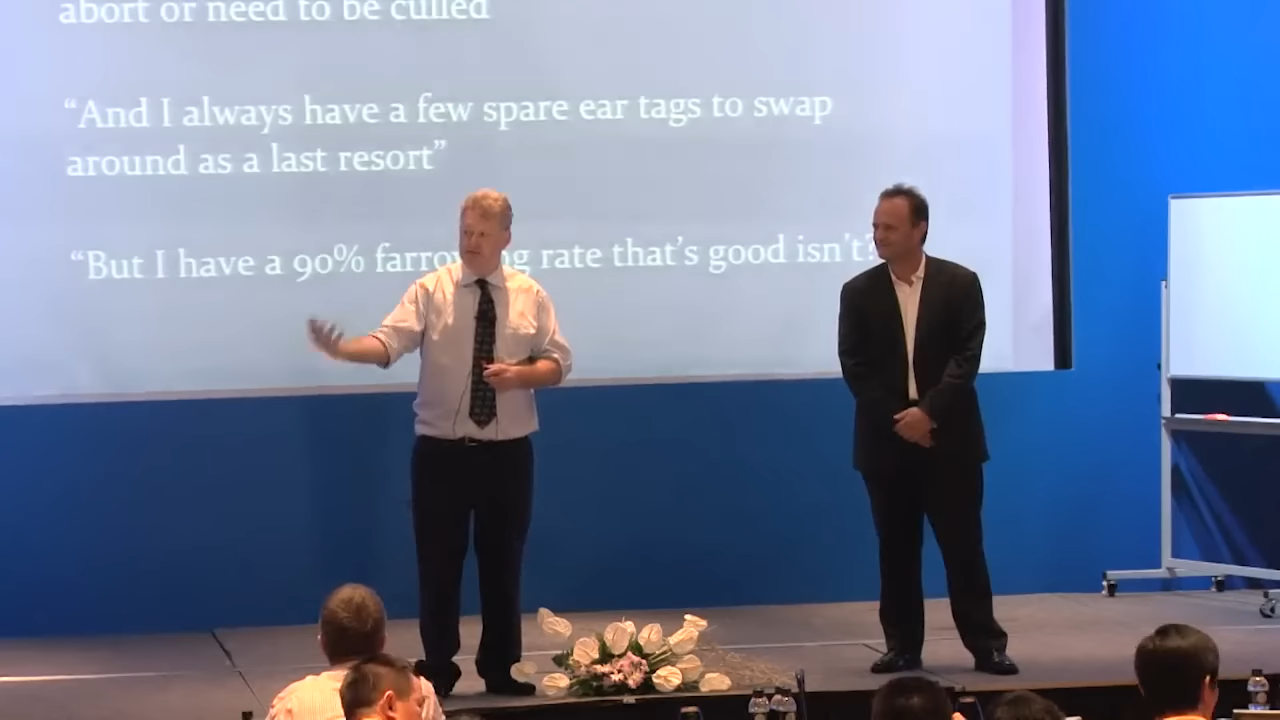 abort or need to be culled
“And I always have a few spare ear tags to swap
around as a last resort”
“But I have a 90% farrowing rate that’s good isn’t?